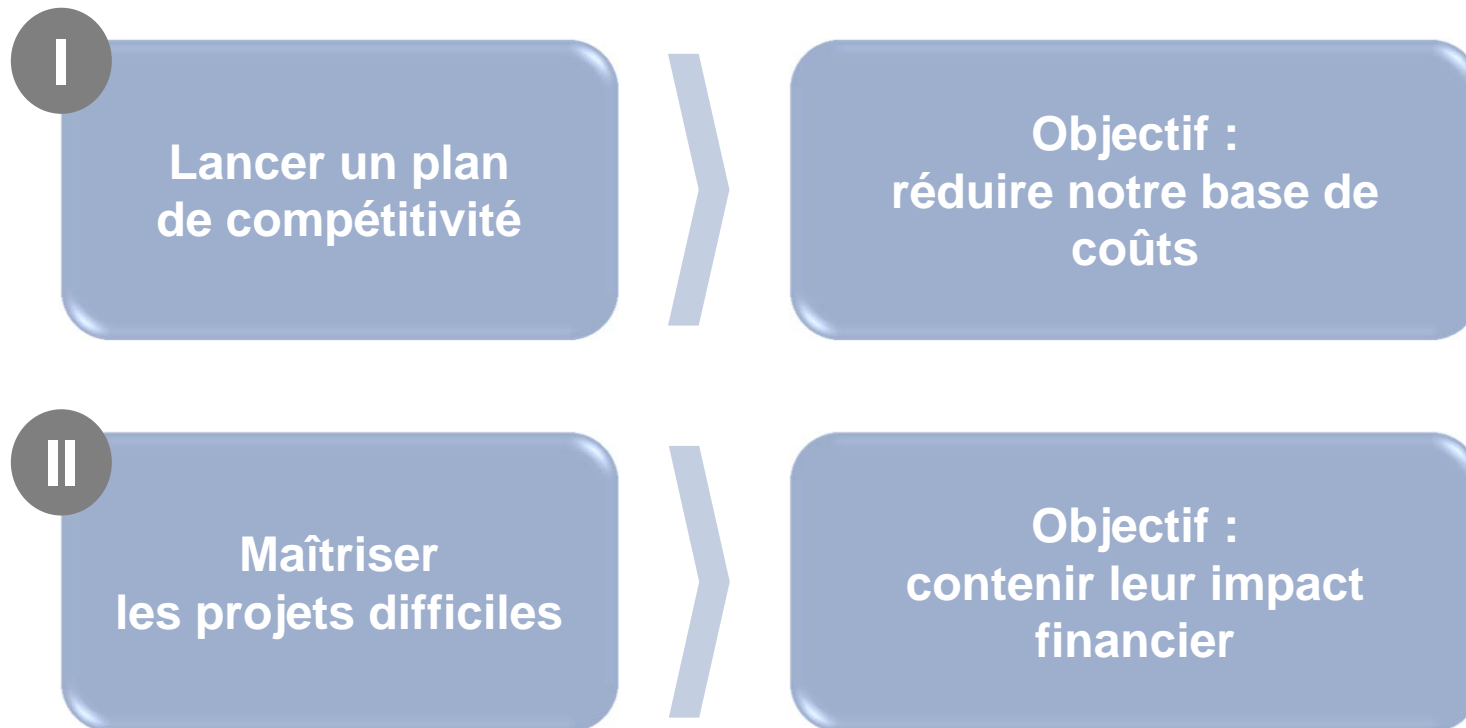 I
Lancer un plan
de compétitivité
Objectif :
réduire notre base de
coûts
II
Maîtriser
les projets difficiles
Objectif :
contenir leur impact
financier